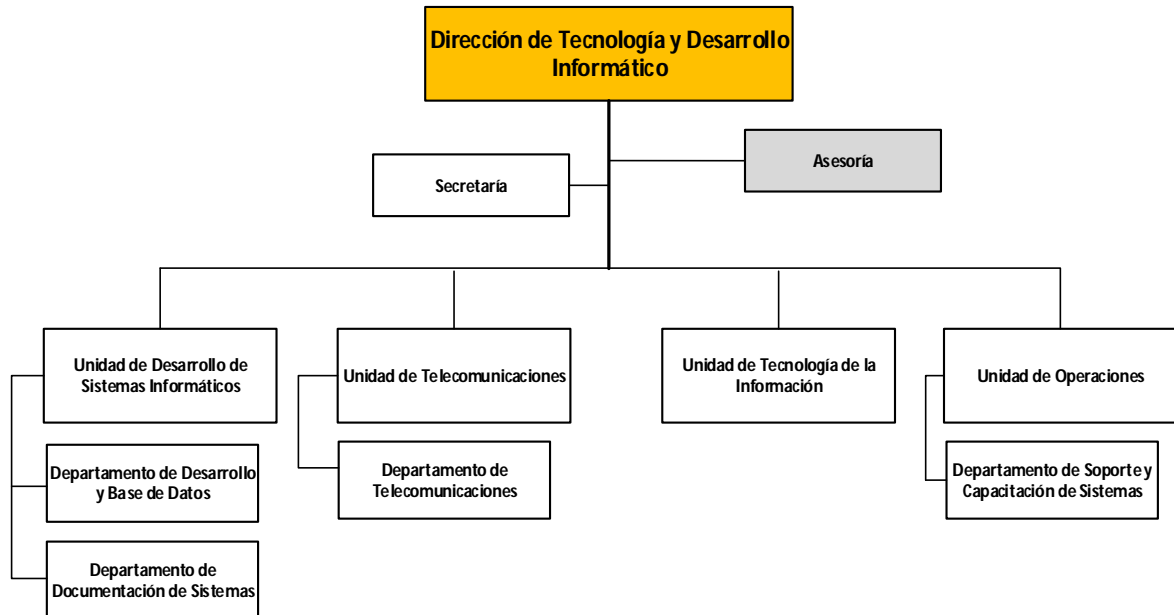 Dirección de Tecnología y Desarrollo
Informático
Asesoría
Secretaría
Unidad de Desarrollo de
Sistemas Informáticos
Unidad de Telecomunicaciones
Unidad de Tecnología de la
Información
Unidad de Operaciones
Departamento de Desarrollo
y Base de Datos
Departamento de
Telecomunicaciones
Departamento de Soporte y
Capacitación de Sistemas
Departamento de
Documentación de Sistemas